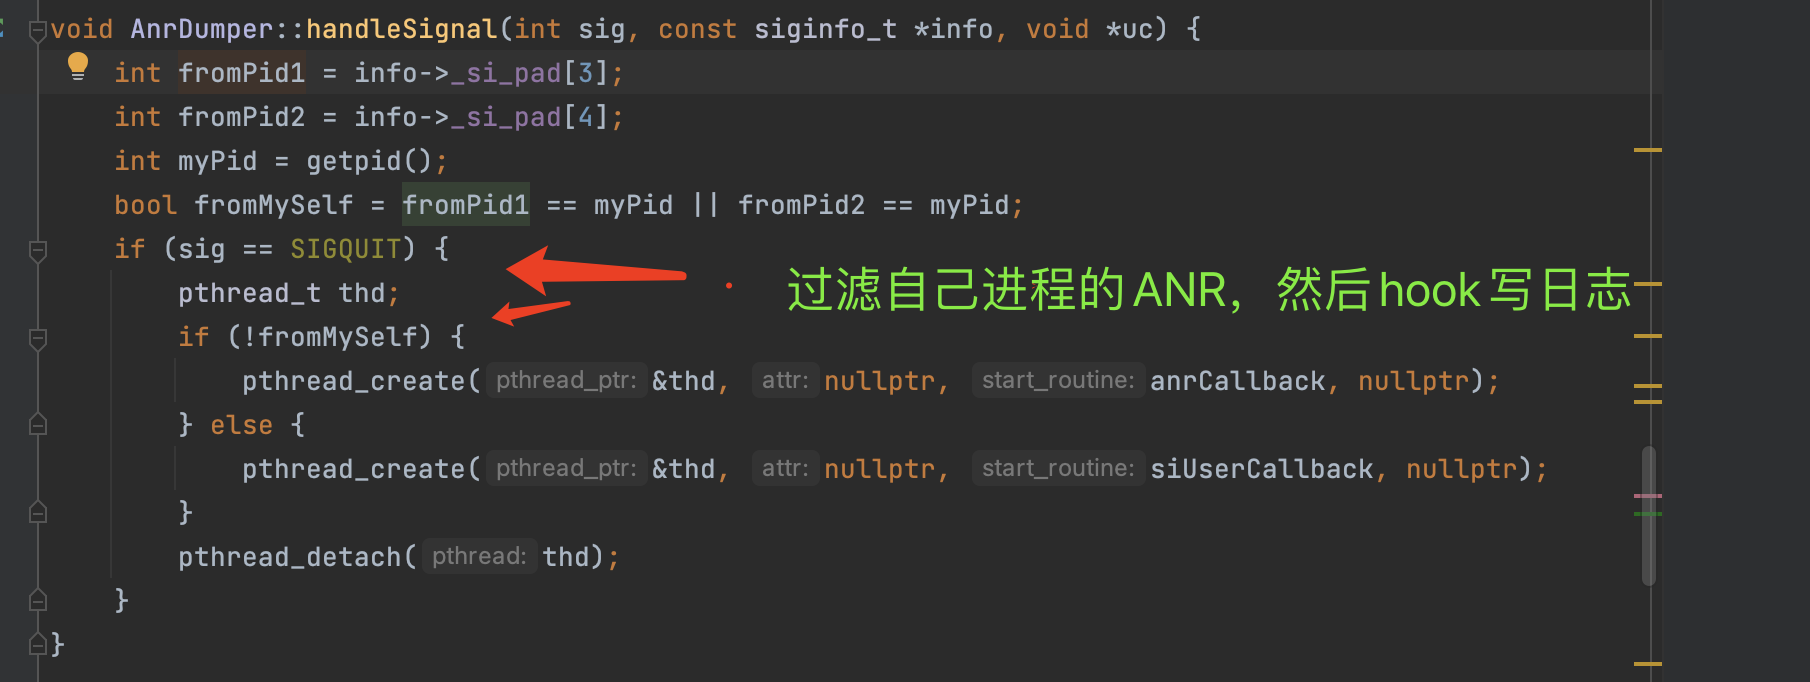 void AnrDumper::handleSignal(int sig, const siginfo_t *info, void *uc) {
int fromPid1 = info->_si_pad[3];
int fromPid2 = info->_si_pad[4];
int myPid = getpid();
bool fromMySelf = fromPid1 == myPid || fromPid2 == myPid;
if (sig == SIGQUIT) {
过滤自己进程的ANR，然后hook写日志
pthread_t thd;
if (!fromMySelf) {
pthread_create( pthread_ptr: &thd, attr: nullptr, start_routine: anrCallback, nullptr);
} else {
pthread_create( pthread_ptr: &thd, attr: nullptr, start_routine: siUserCallback, nullptr);
}
pthread_detach( pthread: thd);
}
}